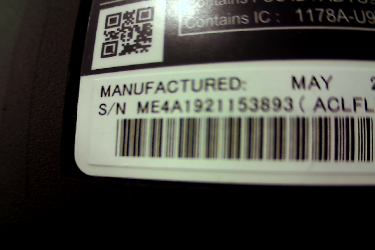 Contains IC : 1178A-U9
MANUFACTURED: MAY
S/N ME4A1921153893 ( ACLFL